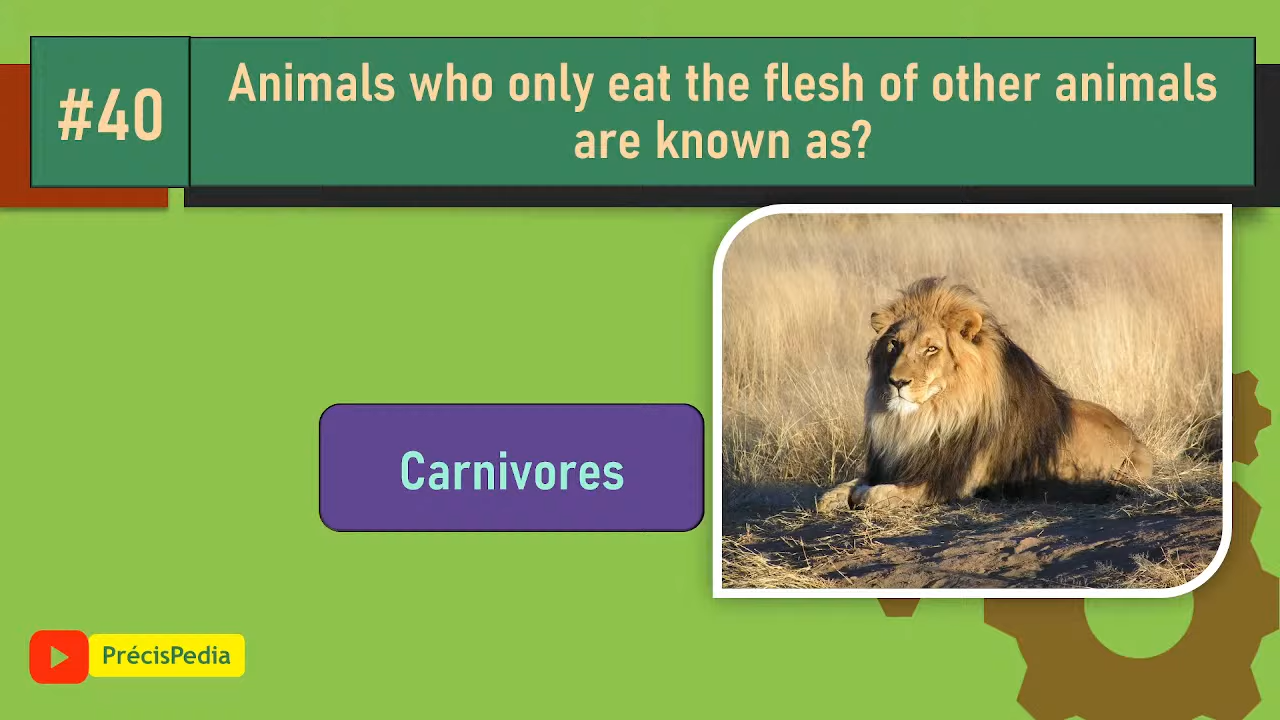 #40
Animals who only eat the flesh of other animals
are known as?
Carnivores
PrécisPedia